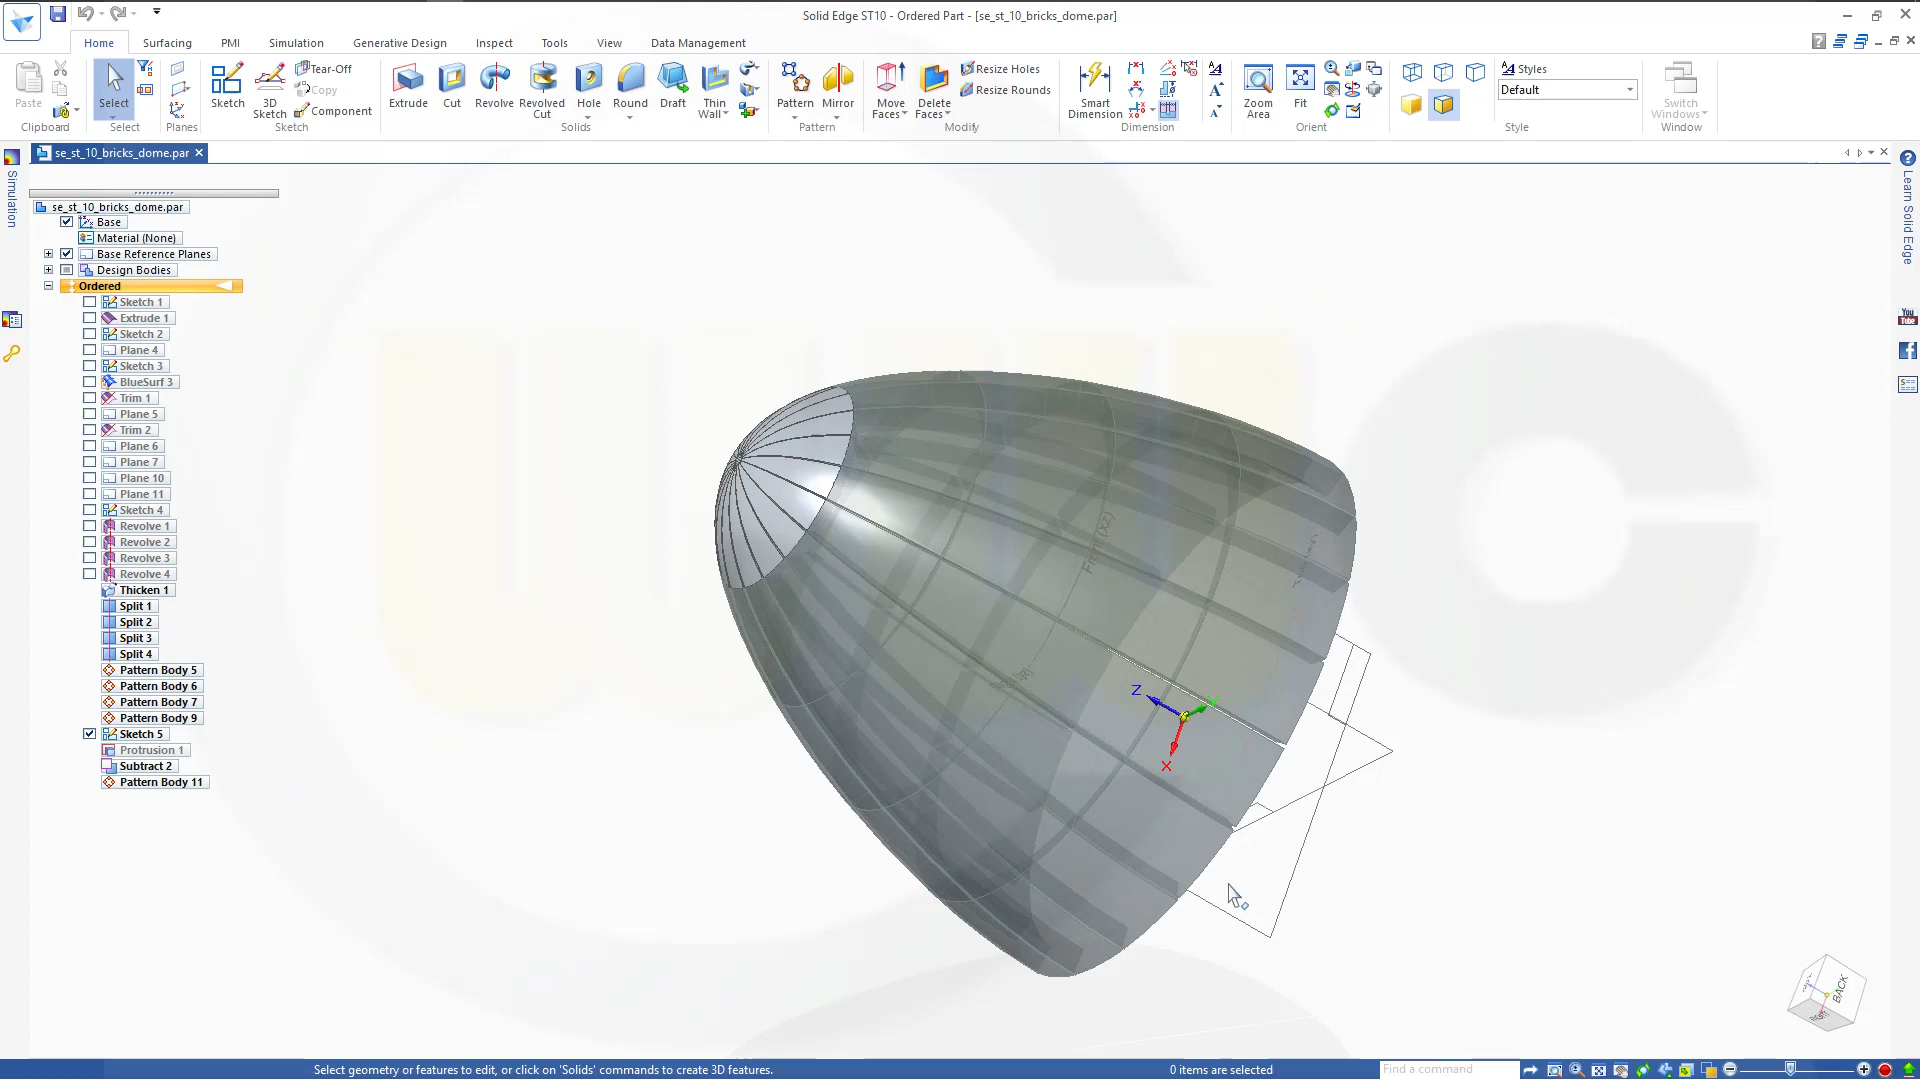 Solid Edge ST10 - Ordered Part - [se_st_10_bricks_dome.par]
Home Surfacing PMI Simulation Generative Design Inspect Tools View Data Management
Paste
Clipboard
Select
Select
Planes
Sketch
3D Sketch
Tear-Off
Copy
Component
Sketch
Extrude Cut Revolve Revolved Cut Hole Round Draft Thin Wall
Solids
Pattern Mirror
Pattern
Move Faces Delete Faces
Resize Holes
Resize Rounds
Modify
Smart Dimension
Dimension
Zoom Area Fit
Orient
Styles
Default
Style
Switch Windows
Window
se_st_10_bricks_dome.par
Simulation
Learn Solid Edge
You Tube
se_st_10_bricks_dome.par
Base
Material (None)
Base Reference Planes
Design Bodies
Ordered
Sketch 1
Extrude 1
Sketch 2
Plane 4
Sketch 3
BlueSurf 3
Trim 1
Plane 5
Trim 2
Plane 6
Plane 7
Plane 10
Plane 11
Sketch 4
Revolve 1
Revolve 2
Revolve 3
Revolve 4
Thicken 1
Split 1
Split 2
Split 3
Split 4
Pattern Body 5
Pattern Body 6
Pattern Body 7
Pattern Body 9
Sketch 5
Protrusion 1
Subtract 2
Pattern Body 11
Front (xz)
Z
Y
X
BACK
RIGHT
Select geometry or features to edit, or click on 'Solids' commands to create 3D features.
0 items are selected
Find a command